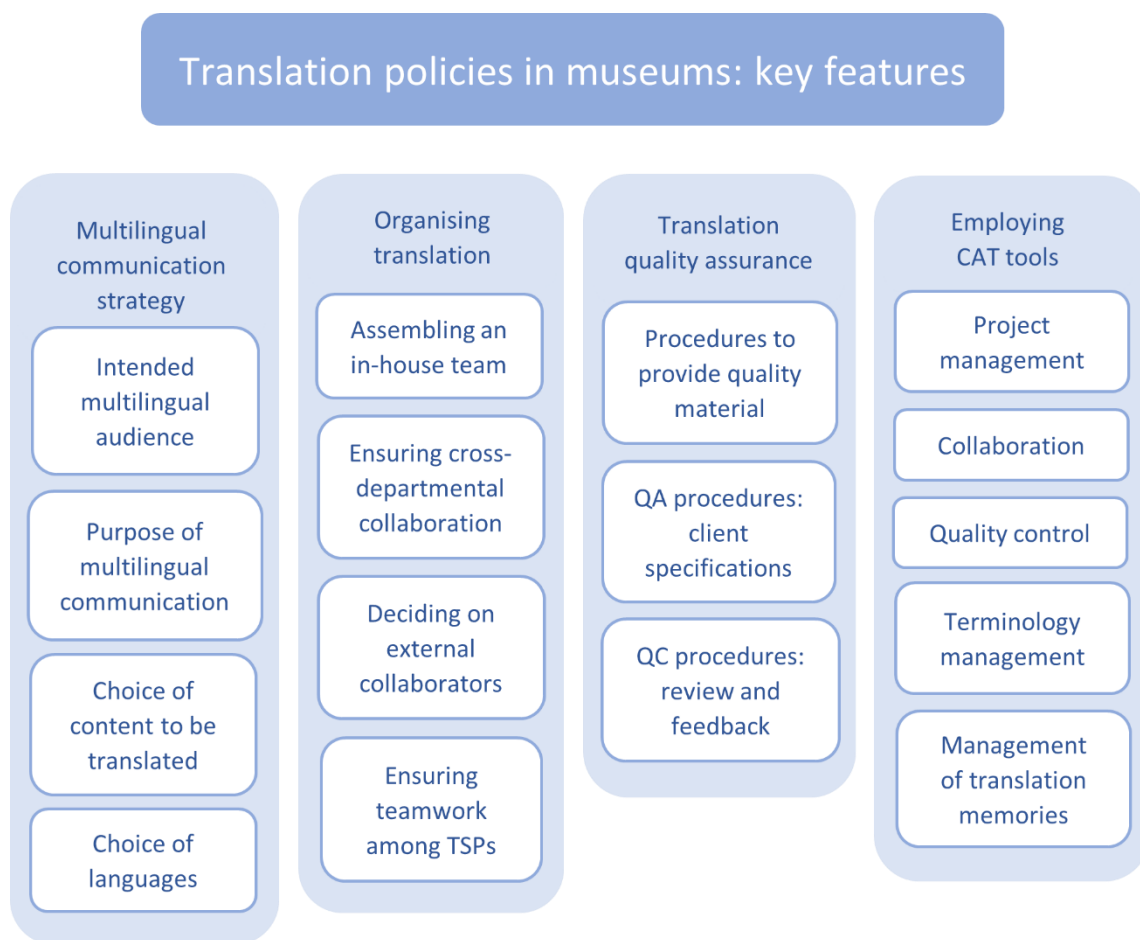 Translation policies in museums: key features
Multilingual
communication
strategy
Intended
multilingual
audience
Purpose of
multilingual
communication
Choice of
content to be
translated
Choice of
languages
Organising
translation
Assembling an
in-house team
Ensuring cross-
departmental
collaboration
Deciding on
external
collaborators
Ensuring
teamwork
among TSPs
Translation
quality assurance
Procedures to
provide quality
material
QA procedures:
client
specifications
QC procedures:
review and
feedback
Employing
CAT tools
Project
management
Collaboration
Quality control
Terminology
management
Management
of translation
memories